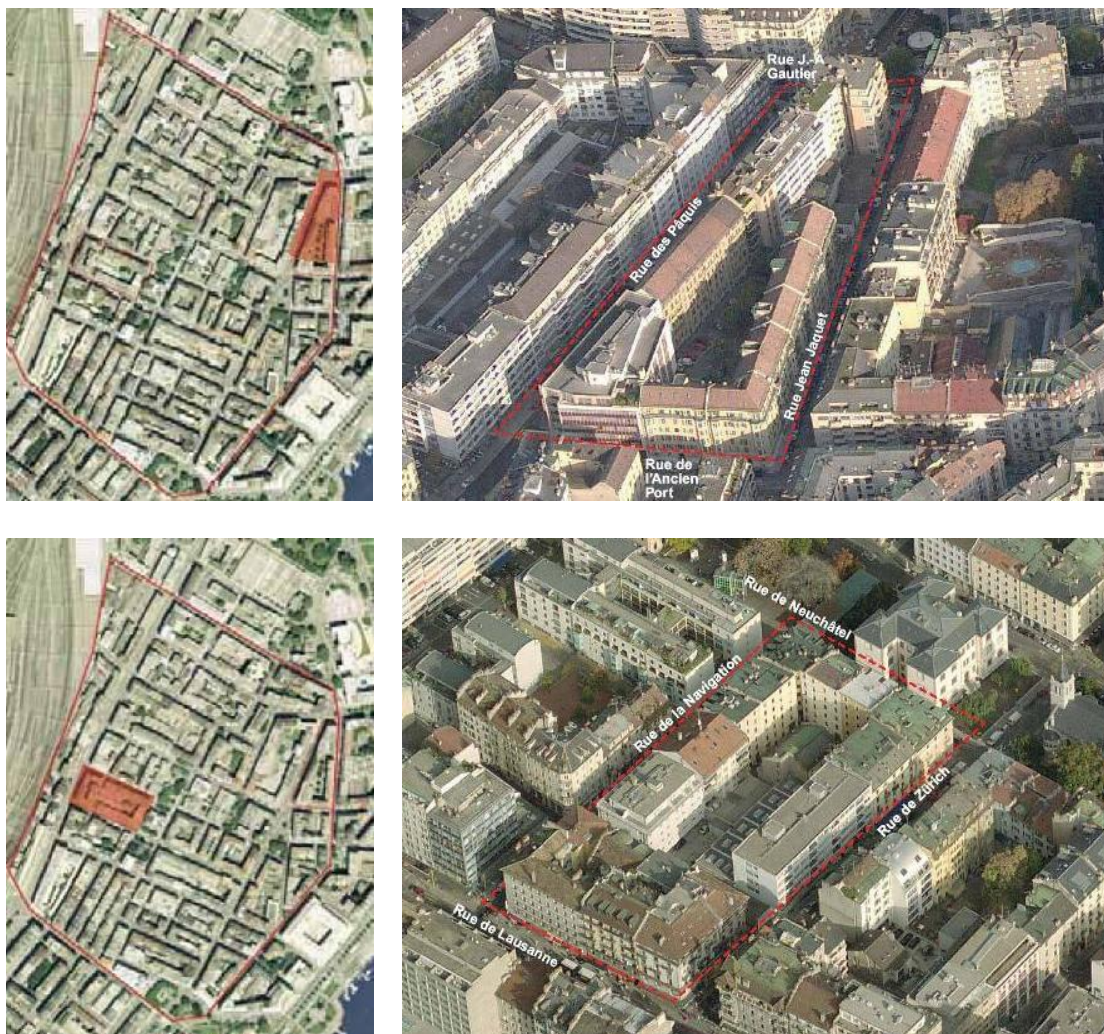 Rue J.-A.
Gautier
Rue des Pâquis
Rue Jean Jaquet
Rue de
l'Ancien
Port
Rue de Neuchâtel
Rue de la Navigation
Rue de Zürich
Rue de Lausanne